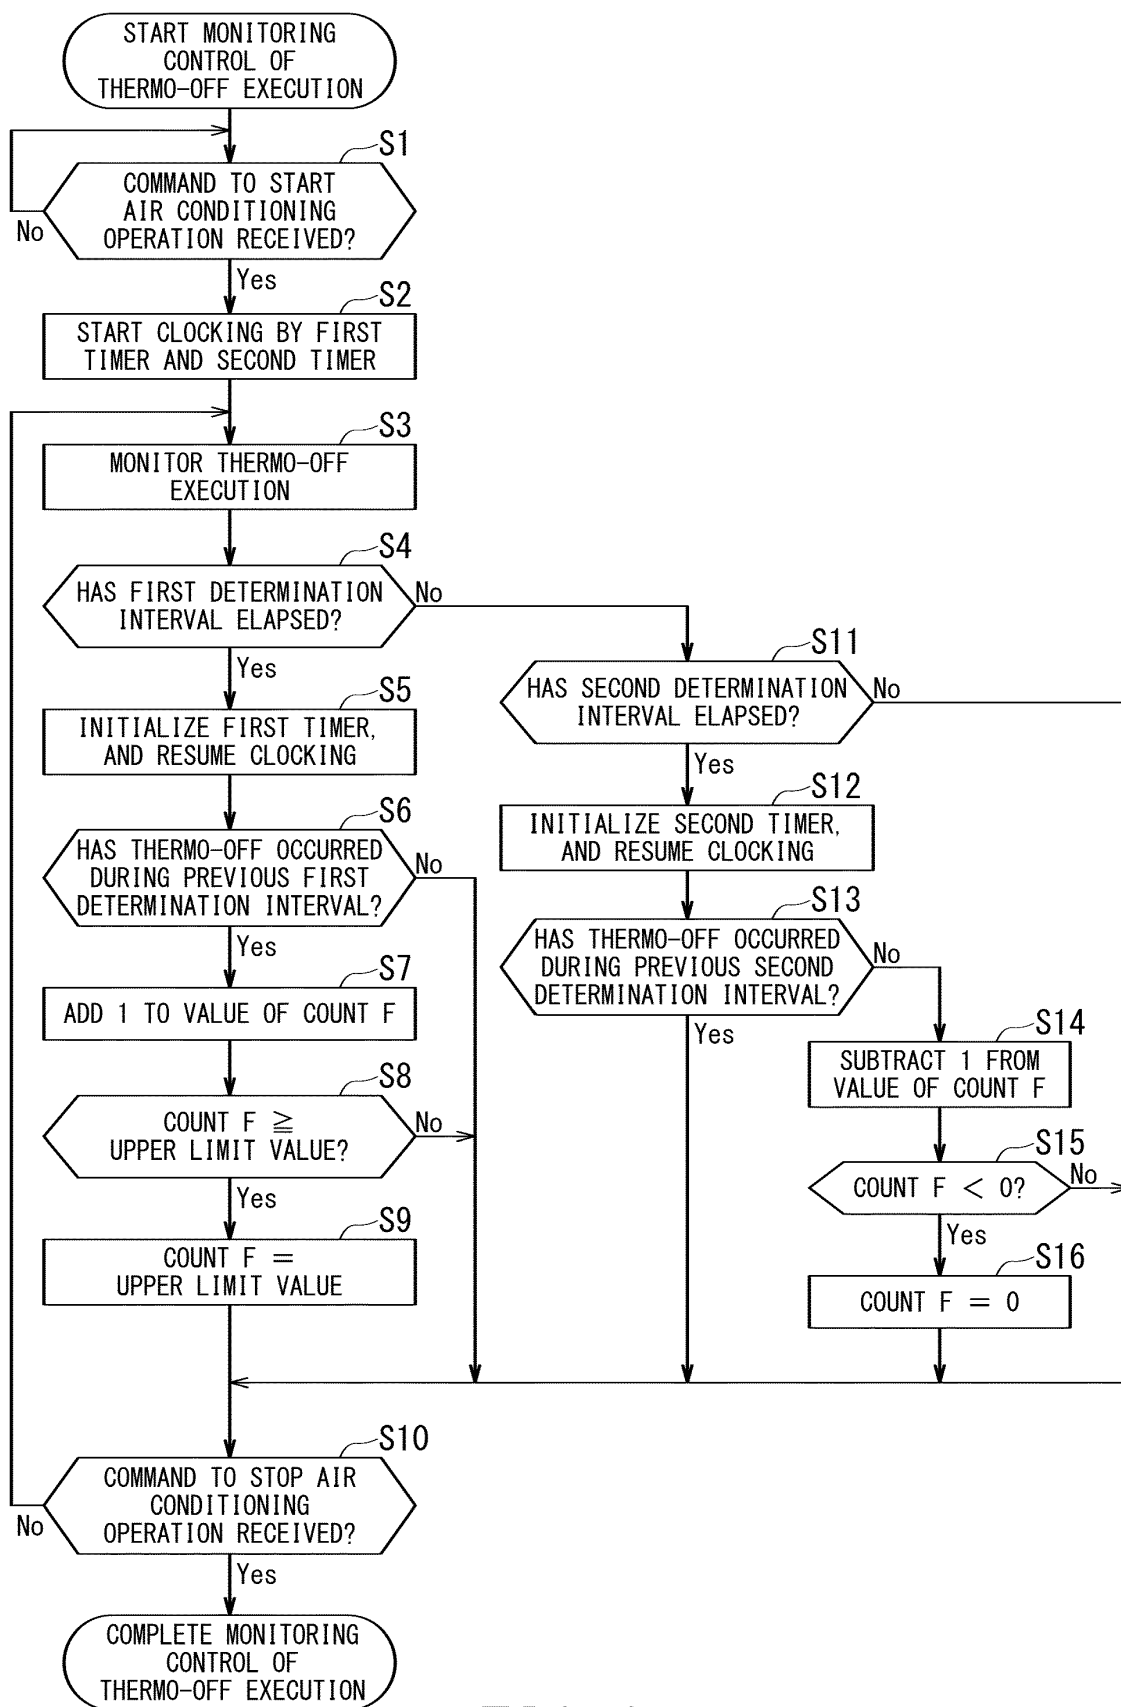 START MONITORING
CONTROL OF
THERMO-OFF EXECUTION
S1
COMMAND TO START
AIR CONDITIONING
OPERATION RECEIVED?
No
Yes
S2
START CLOCKING BY FIRST
TIMER AND SECOND TIMER
S3
MONITOR THERMO-OFF
EXECUTION
S4
HAS FIRST DETERMINATION
INTERVAL ELAPSED?
No
Yes
S5
INITIALIZE FIRST TIMER,
AND RESUME CLOCKING
S6
HAS THERMO-OFF OCCURRED
DURING PREVIOUS FIRST
DETERMINATION INTERVAL?
No
Yes
S7
ADD 1 TO VALUE OF COUNT F
S8
COUNT F ≧
UPPER LIMIT VALUE?
No
Yes
S9
COUNT F =
UPPER LIMIT VALUE
S11
HAS SECOND DETERMINATION
INTERVAL ELAPSED?
No
Yes
S12
INITIALIZE SECOND TIMER,
AND RESUME CLOCKING
S13
HAS THERMO-OFF OCCURRED
DURING PREVIOUS SECOND
DETERMINATION INTERVAL?
No
Yes
S14
SUBTRACT 1 FROM
VALUE OF COUNT F
S15
COUNT F < 0?
No
Yes
S16
COUNT F = 0
S10
COMMAND TO STOP AIR
CONDITIONING
OPERATION RECEIVED?
No
Yes
COMPLETE MONITORING
CONTROL OF
THERMO-OFF EXECUTION